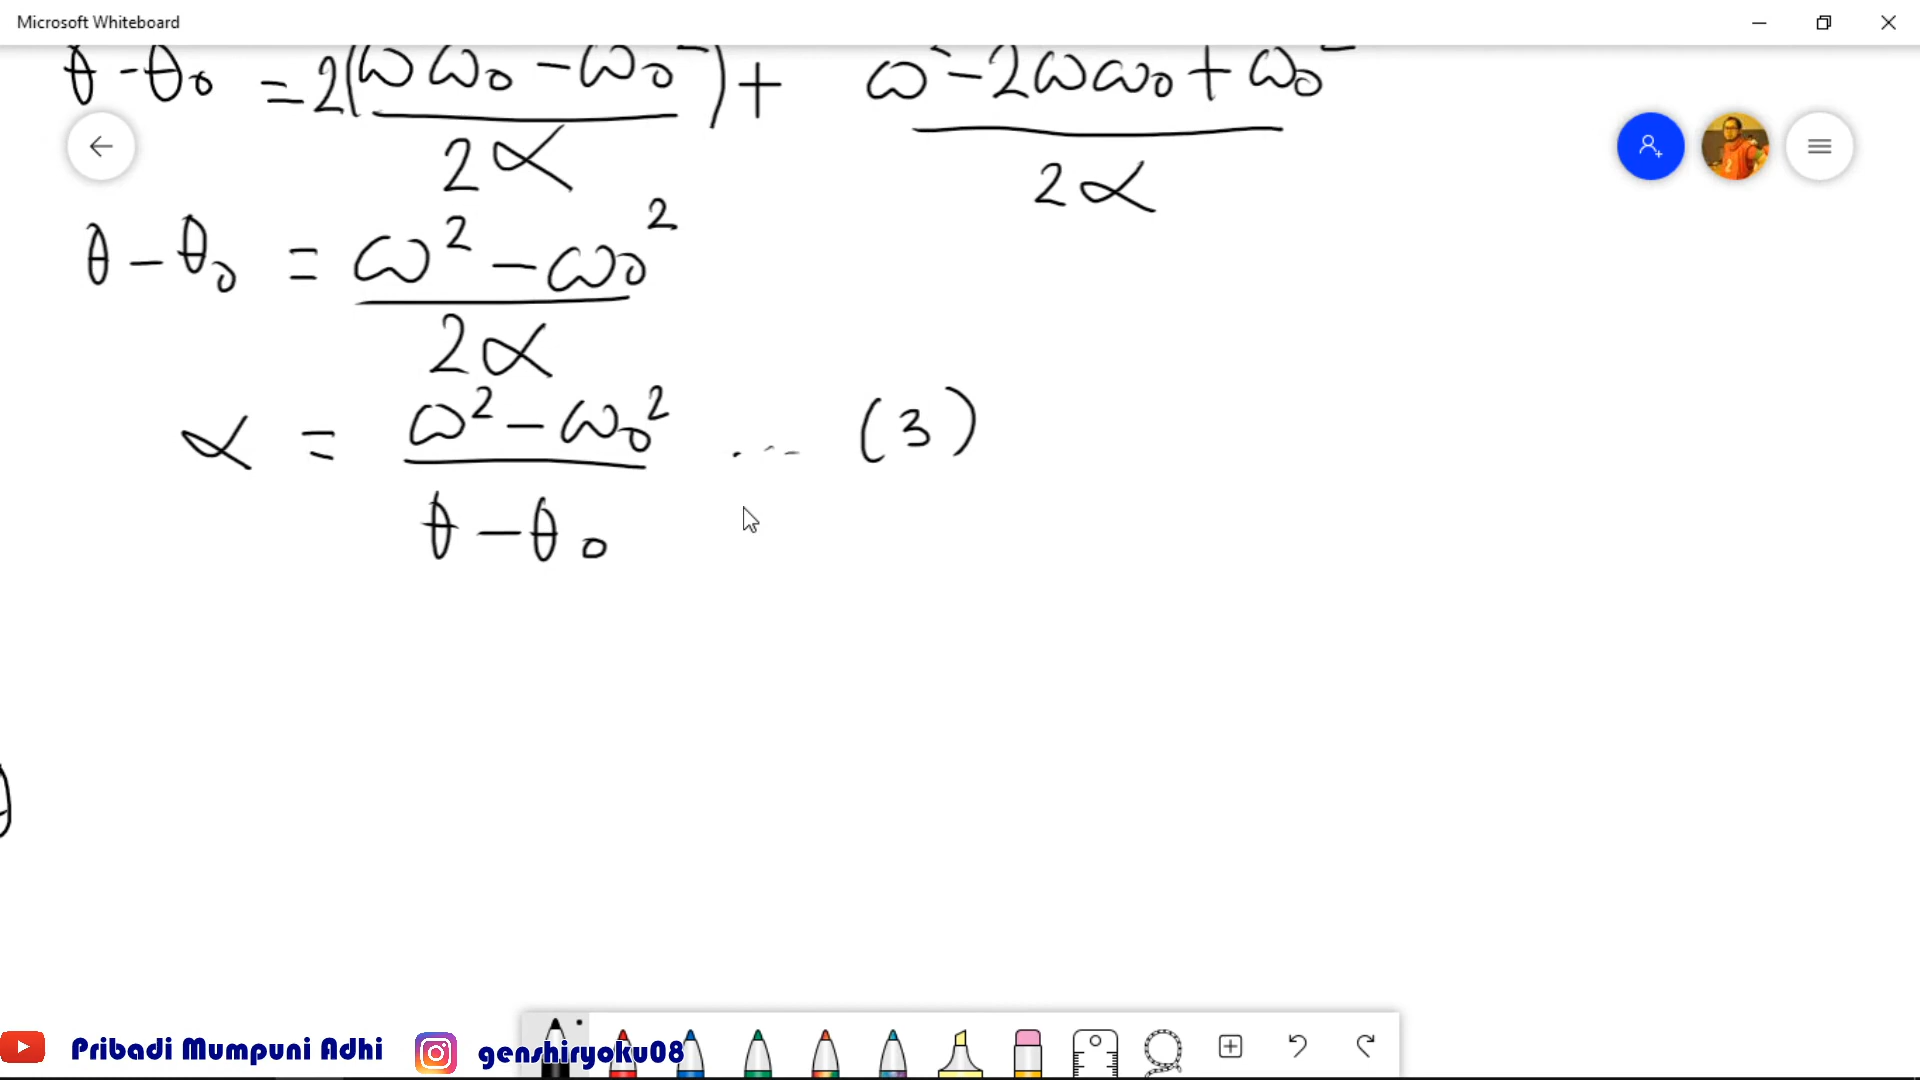 Microsoft Whiteboard
θ - θ₀ = 2(ωω₀ - ω₀²)/2α + ω² - 2ωω₀ + ω₀²/2α
θ - θ₀ = ω² - ω₀²/2α
α = ω² - ω₀²/θ - θ₀ ... (3)
Pribadi Mumpuni Adhi genshiryoku08